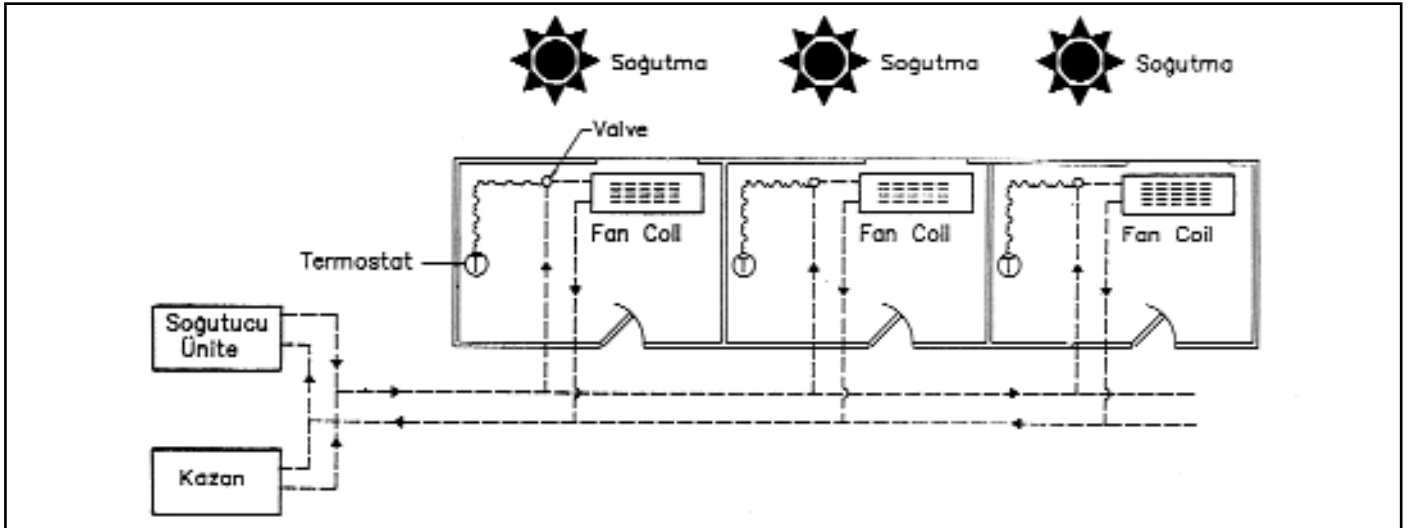 Soğutma
Soğutma
Soğutma
Valve
Fan Coil
Fan Coil
Fan Coil
Termostat
T
T
T
Soğutucu
Ünite
Kazan